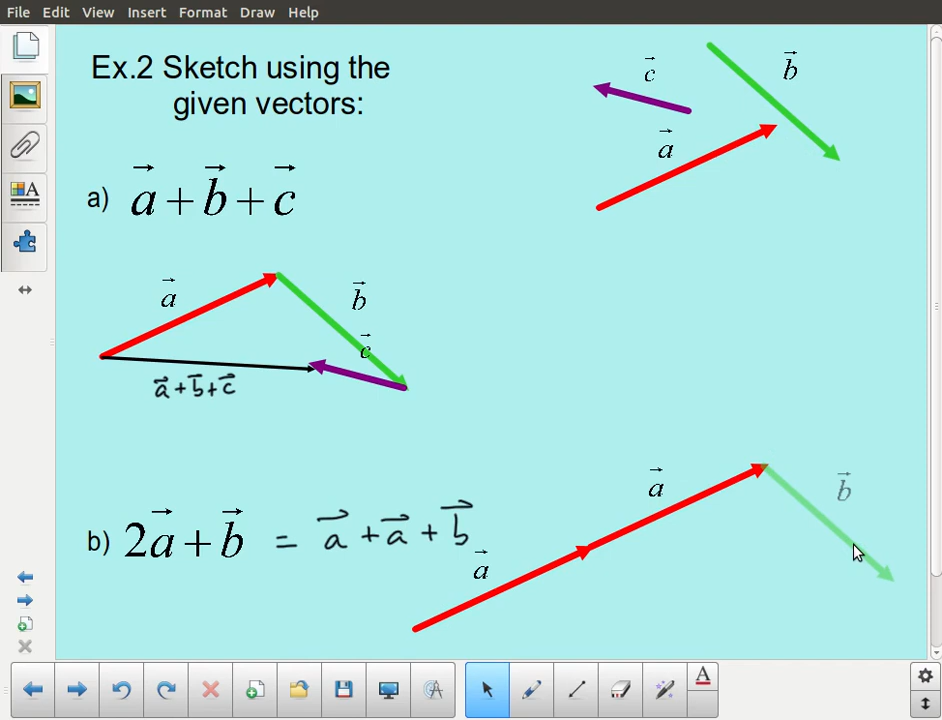 File Edit View Insert Format Draw Help
Ex.2 Sketch using the
given vectors:
c⃗
b⃗
a⃗
a) a⃗ + b⃗ + c⃗
a⃗
b⃗
c⃗
a⃗ + b⃗ + c⃗
a⃗
b⃗
b) 2a⃗ + b⃗ = a⃗ + a⃗ + b⃗
a⃗
A
A